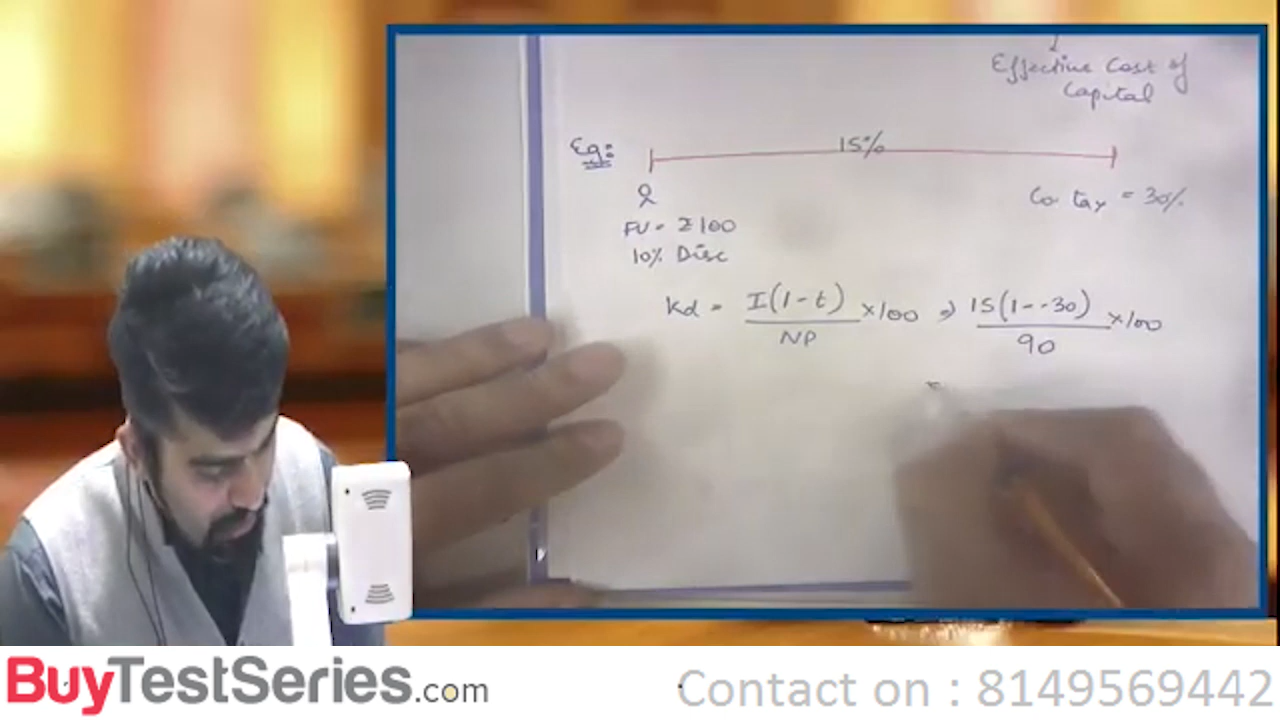 Effective Cost of
Capital
Eg:
15%
Co tax = 30%
FV = ₹100
10% Disc
Kd = I(1-t)/NP ×100 ⇒ 15(1-.30)/90 ×100
=
BuyTestSeries.com
Contact on : 8149569442